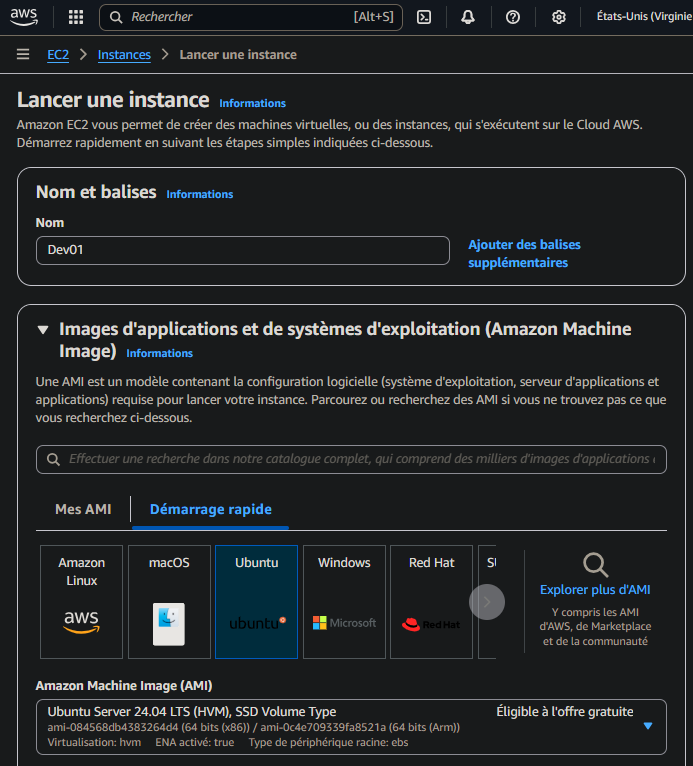 aws
Rechercher
[Alt+S]
États-Unis (Virginie
EC2
Instances
Lancer une instance
Lancer une instance Informations
Amazon EC2 vous permet de créer des machines virtuelles, ou des instances, qui s'exécutent sur le Cloud AWS.
Démarrez rapidement en suivant les étapes simples indiquées ci-dessous.
Nom et balises Informations
Nom
Dev01
Ajouter des balises
supplémentaires
Images d'applications et de systèmes d'exploitation (Amazon Machine
Image) Informations
Une AMI est un modèle contenant la configuration logicielle (système d'exploitation, serveur d'applications et
applications) requise pour lancer votre instance. Parcourez ou recherchez des AMI si vous ne trouvez pas ce que
vous recherchez ci-dessous.
Effectuer une recherche dans notre catalogue complet, qui comprend des milliers d'images d'applications
Mes AMI
Démarrage rapide
Amazon
Linux
aws
macOS
Ubuntu
ubuntu
Windows
Microsoft
Red Hat
Red Hat
Explorer plus d'AMI
Y compris les AMI
d'AWS, de Marketplace
et de la communauté
Amazon Machine Image (AMI)
Ubuntu Server 24.04 LTS (HVM), SSD Volume Type
Éligible à l'offre gratuite
ami-084568db4383264d4 (64 bits (x86)) / ami-0c4e709339fa8521a (64 bits (Arm))
Virtualisation: hvm ENA activé: true Type de périphérique racine: ebs